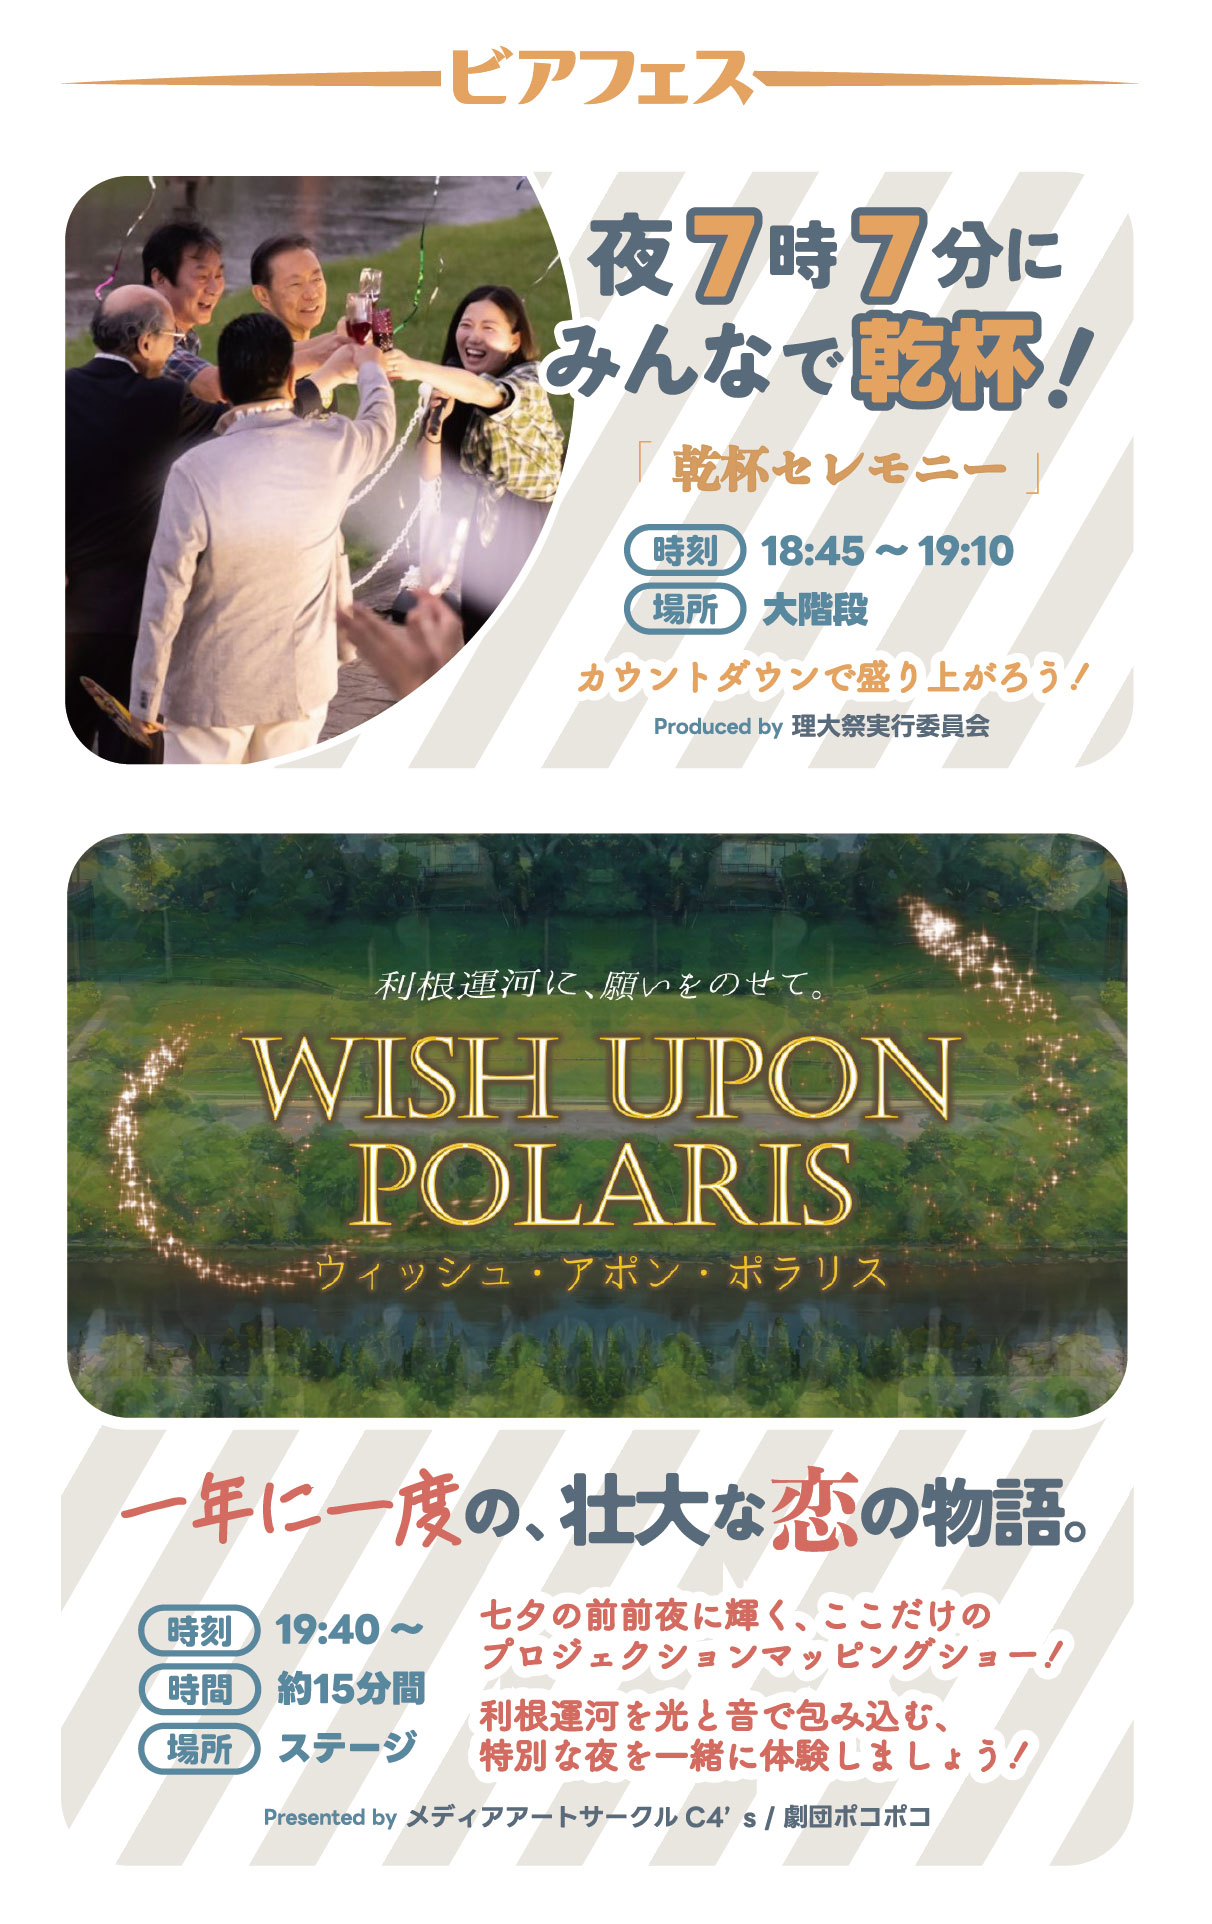 ビアフェス
夜7時7分に
みんなで乾杯！
「 乾杯セレモニー 」
時刻 18:45 ～ 19:10
場所 大階段
カウントダウンで盛り上がろう！
Produced by 理大祭実行委員会
利根運河に、願いをのせて。
WISH UPON
POLARIS
ウィッシュ・アポン・ポラリス
一年に一度の、壮大な恋の物語。
時刻 19:40 ～
時間 約15分間
場所 ステージ
七夕の前前夜に輝く、ここだけの
プロジェクションマッピングショー！
利根運河を光と音で包み込む、
特別な夜を一緒に体験しましょう！
Presented by メディアアートサークル C4’s / 劇団ポコポコ